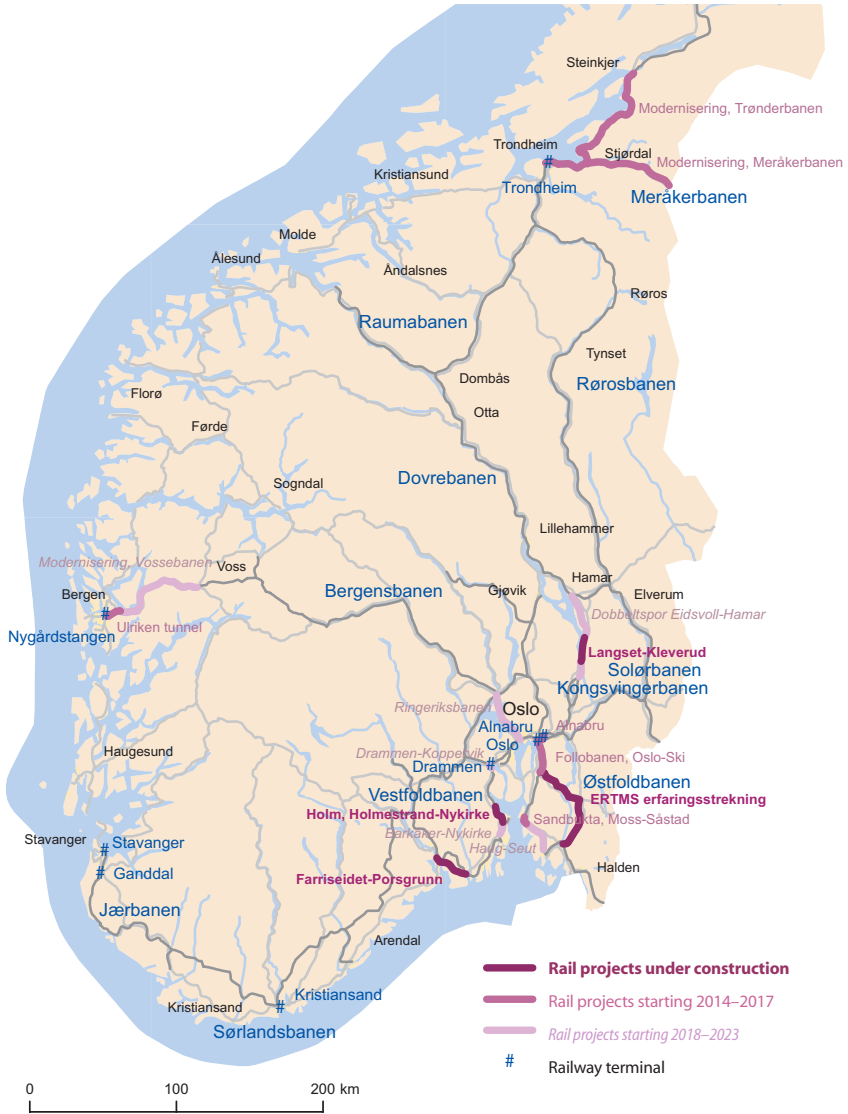 Steinkjer
Modernisering, Trønderbanen
Trondheim
Stjørdal
Modernisering, Meråkerbanen
#
Kristiansund
Trondheim
Meråkerbanen
Molde
Ålesund
Åndalsnes
Røros
Raumabanen
Tynset
Dombås
Rørosbanen
Florø
Otta
Førde
Dovrebanen
Sogndal
Lillehammer
Modernisering, Vossebanen
Voss
Hamar
Gjøvik
Bergensbanen
Elverum
Bergen
#
Dobbeltspor Eidsvoll-Hamar
Ulriken tunnel
Nygårdstangen
Langset-Kleverud
Solørbanen
Kongsvingerbanen
Ringeriksbanen
Oslo
Alnabru
Alnabru
# #
Oslo
Haugesund
Drammen-Koppervik
Follobanen, Oslo-Ski
Drammen
#
Østfoldbanen
Vestfoldbanen
ERTMS erfaringsstrekning
Holm, Holmestrand-Nykirke
Sandbukta, Moss-Såstad
Barkåker-Nykirke
Stavanger
# Stavanger
Haug-Seut
Halden
# Ganddal
Farriseidet-Porsgrunn
Jærbanen
Arendal
Kristiansand
Kristiansand
#
Sørlandsbanen
Rail projects under construction
Rail projects starting 2014–2017
Rail projects starting 2018–2023
# Railway terminal
0 100 200 km